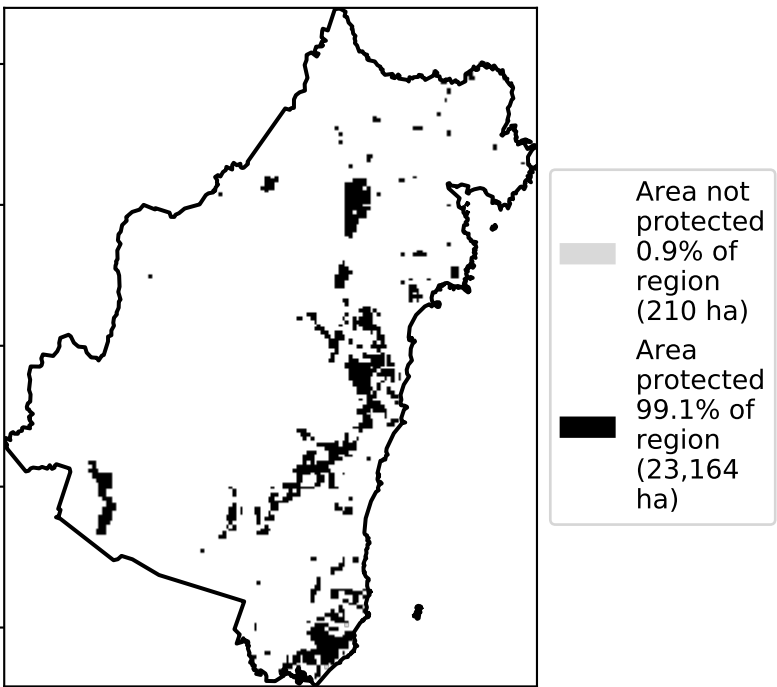 Area not
protected
0.9% of
region
(210 ha)
Area
protected
99.1% of
region
(23,164
ha)